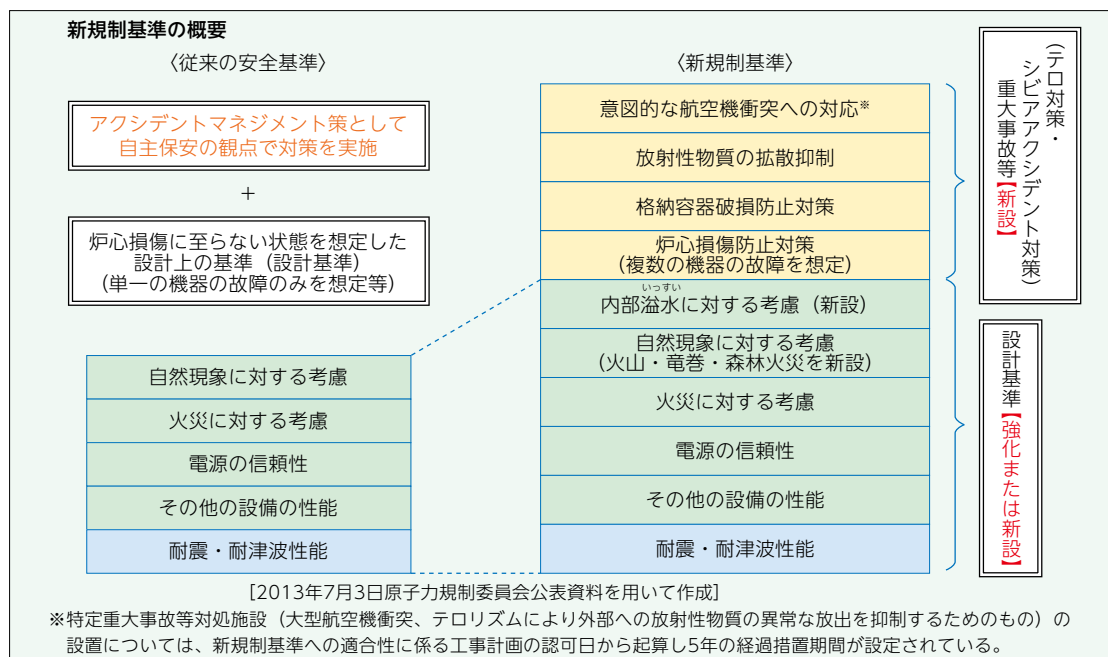 新規制基準の概要
〈従来の安全基準〉
アクシデントマネジメント策として
自主保安の観点で対策を実施
+
炉心損傷に至らない状態を想定した
設計上の基準（設計基準）
（単一の機器の故障のみを想定等）
自然現象に対する考慮
火災に対する考慮
電源の信頼性
その他の設備の性能
耐震・耐津波性能
〈新規制基準〉
意図的な航空機衝突への対応※
放射性物質の拡散抑制
格納容器破損防止対策
炉心損傷防止対策
（複数の機器の故障を想定）
いっすい
内部溢水に対する考慮（新設）
自然現象に対する考慮
（火山・竜巻・森林火災を新設）
火災に対する考慮
電源の信頼性
その他の設備の性能
耐震・耐津波性能
（テロ対策・
シビアアクシデント対策）
重大事故等【新設】
設計基準【強化または新設】
［2013年7月3日原子力規制委員会公表資料を用いて作成］
※特定重大事故等対処施設（大型航空機衝突、テロリズムにより外部への放射性物質の異常な放出を抑制するためのもの）の
設置については、新規制基準への適合性に係る工事計画の認可日から起算し5年の経過措置期間が設定されている。